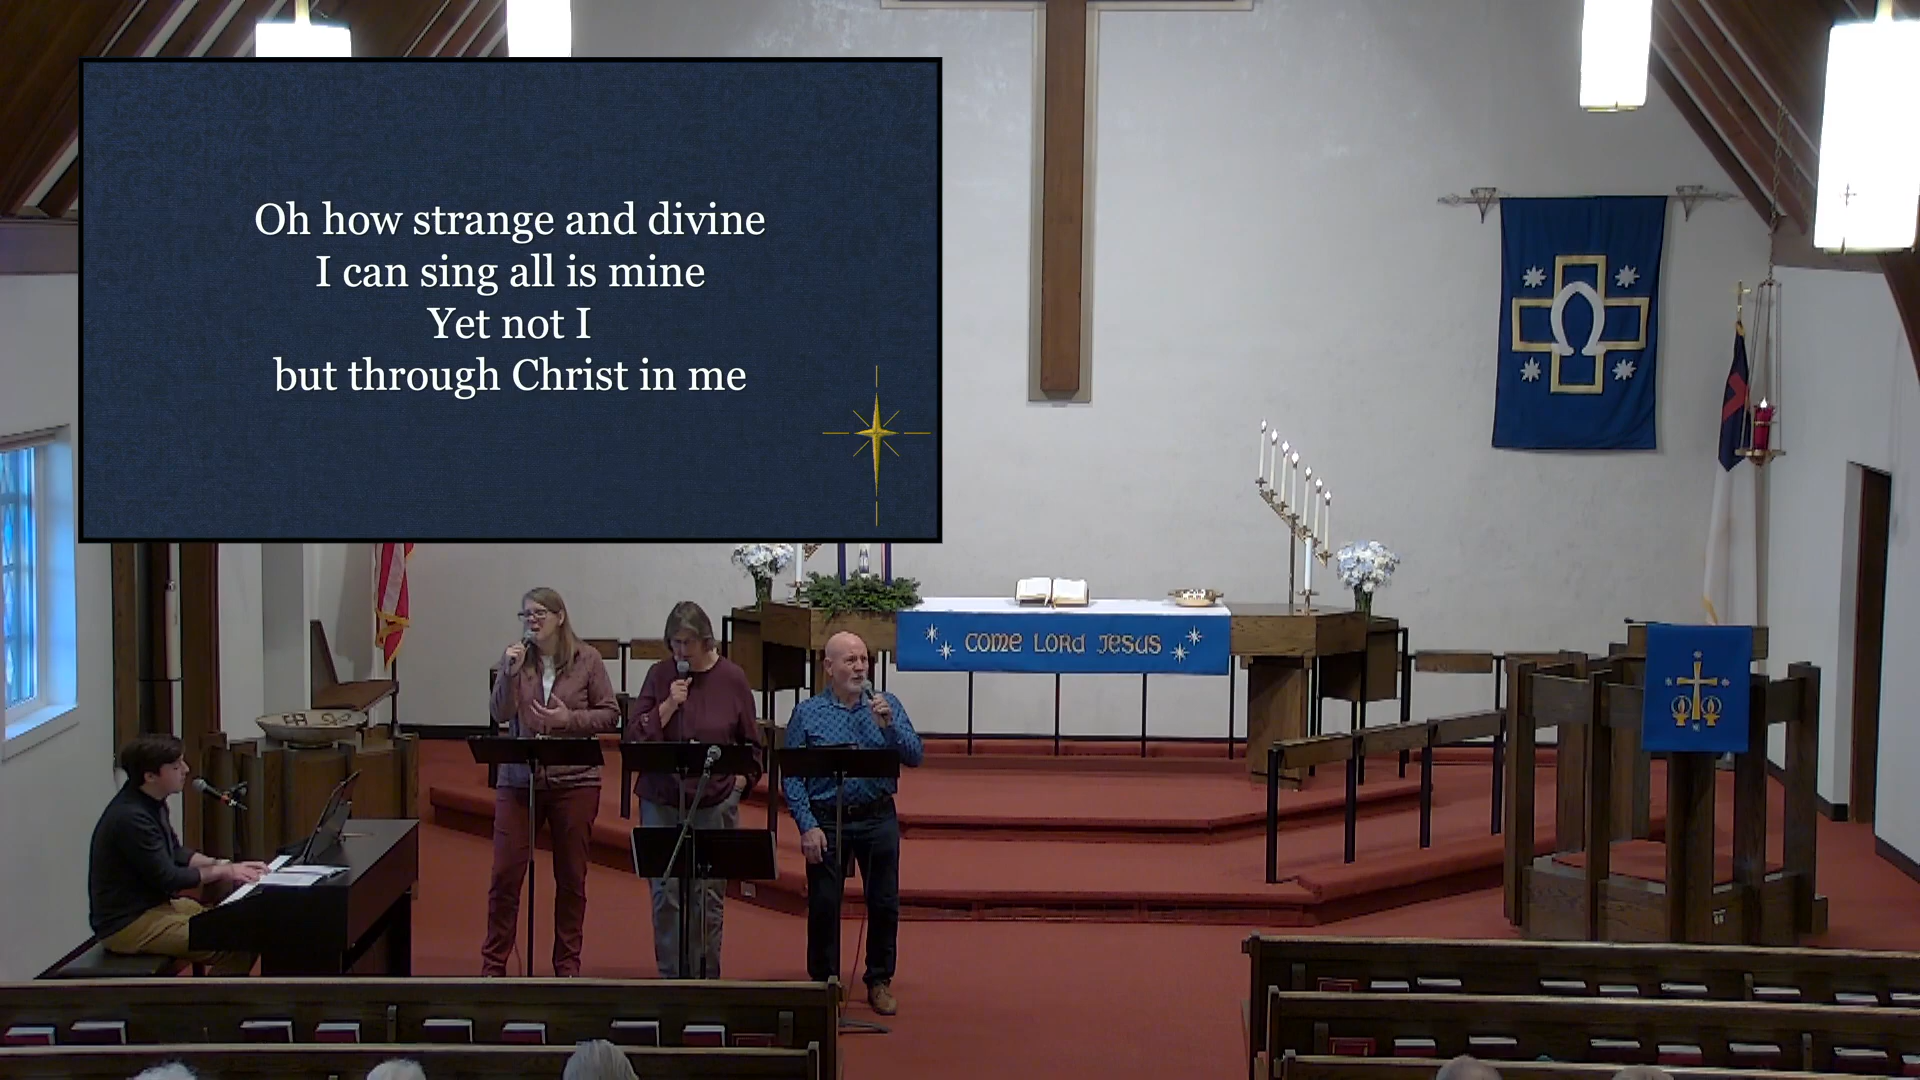 Oh how strange and divine
I can sing all is mine
Yet not I
but through Christ in me
COME LORD JESUS